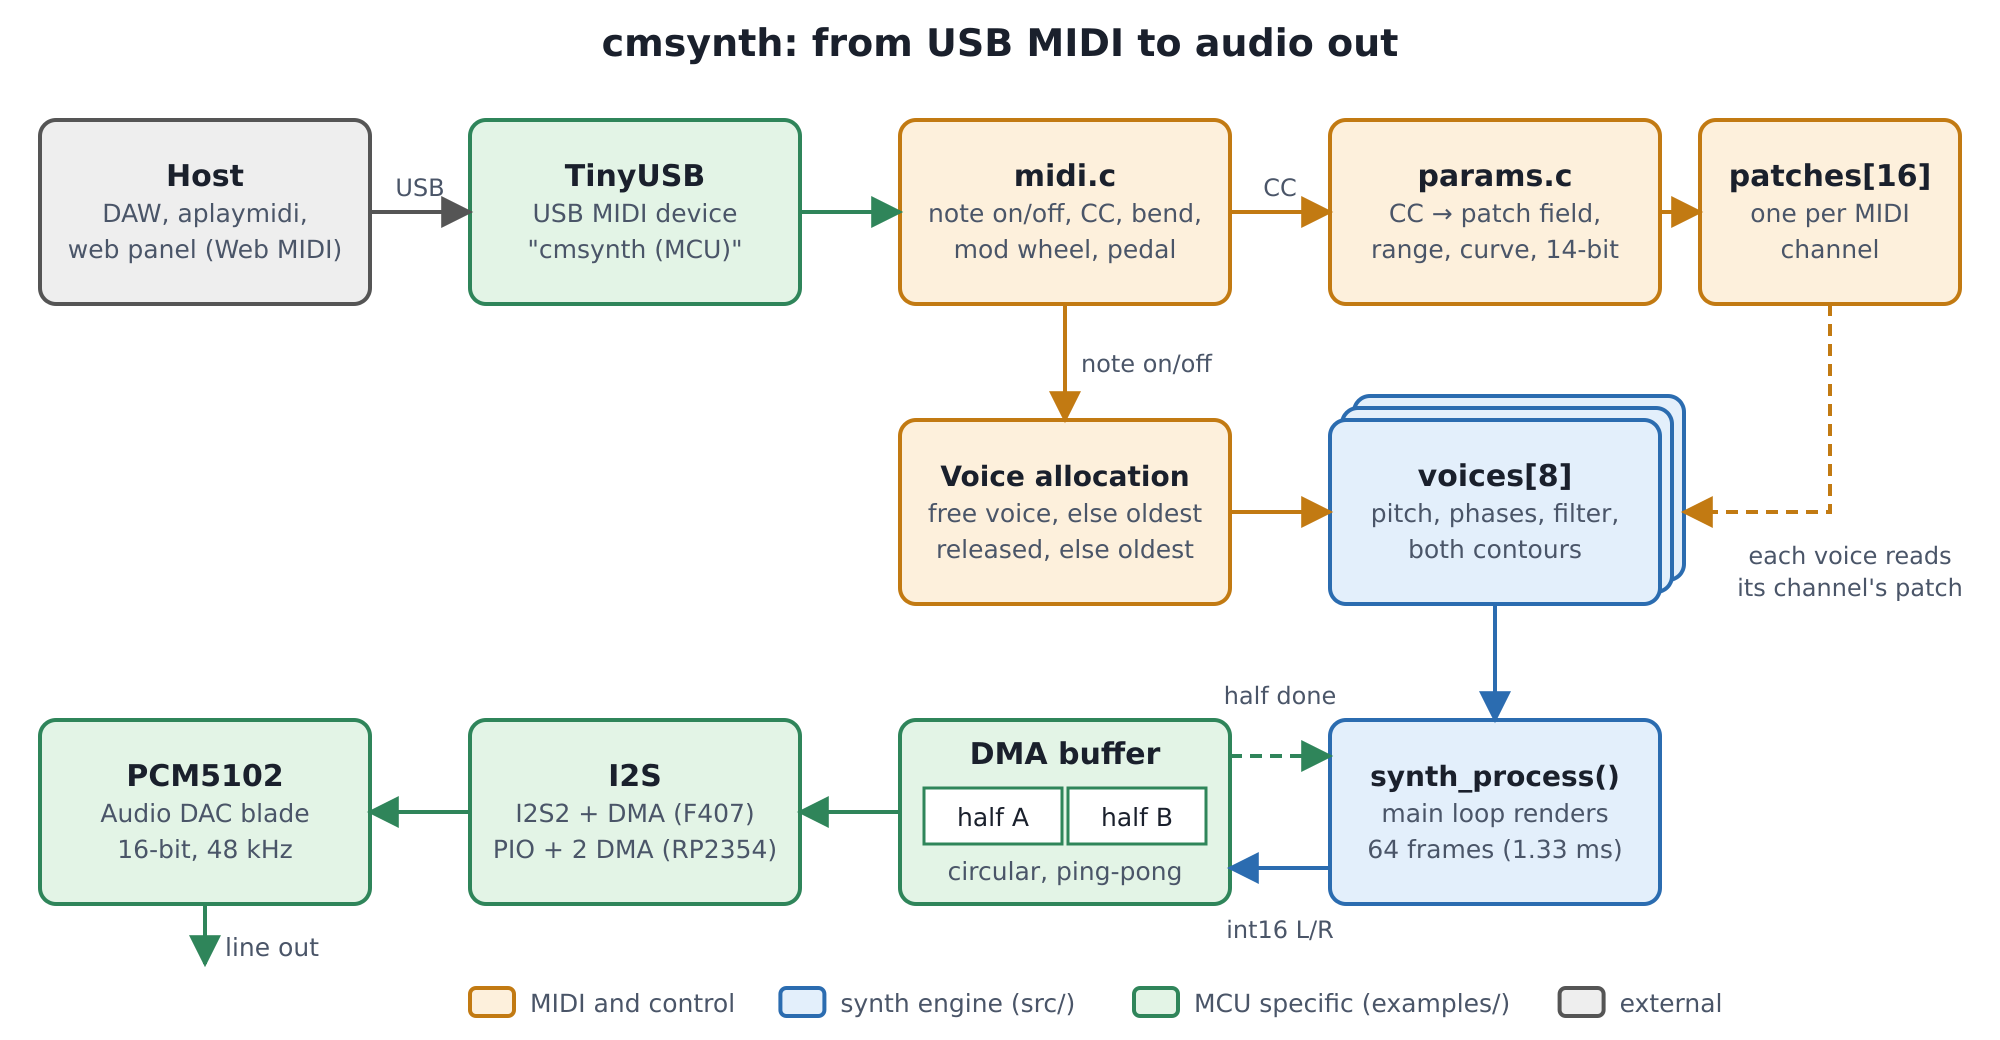 cmsynth: from USB MIDI to audio out
Host
DAW, aplaymidi,
web panel (Web MIDI)
USB
TinyUSB
USB MIDI device
"cmsynth (MCU)"
midi.c
note on/off, CC, bend,
mod wheel, pedal
CC
params.c
CC → patch field,
range, curve, 14-bit
patches[16]
one per MIDI
channel
note on/off
Voice allocation
free voice, else oldest
released, else oldest
voices[8]
pitch, phases, filter,
both contours
each voice reads
its channel's patch
PCM5102
Audio DAC blade
16-bit, 48 kHz
I2S
I2S2 + DMA (F407)
PIO + 2 DMA (RP2354)
DMA buffer
half A
half B
circular, ping-pong
half done
synth_process()
main loop renders
64 frames (1.33 ms)
int16 L/R
line out
MIDI and control
synth engine (src/)
MCU specific (examples/)
external